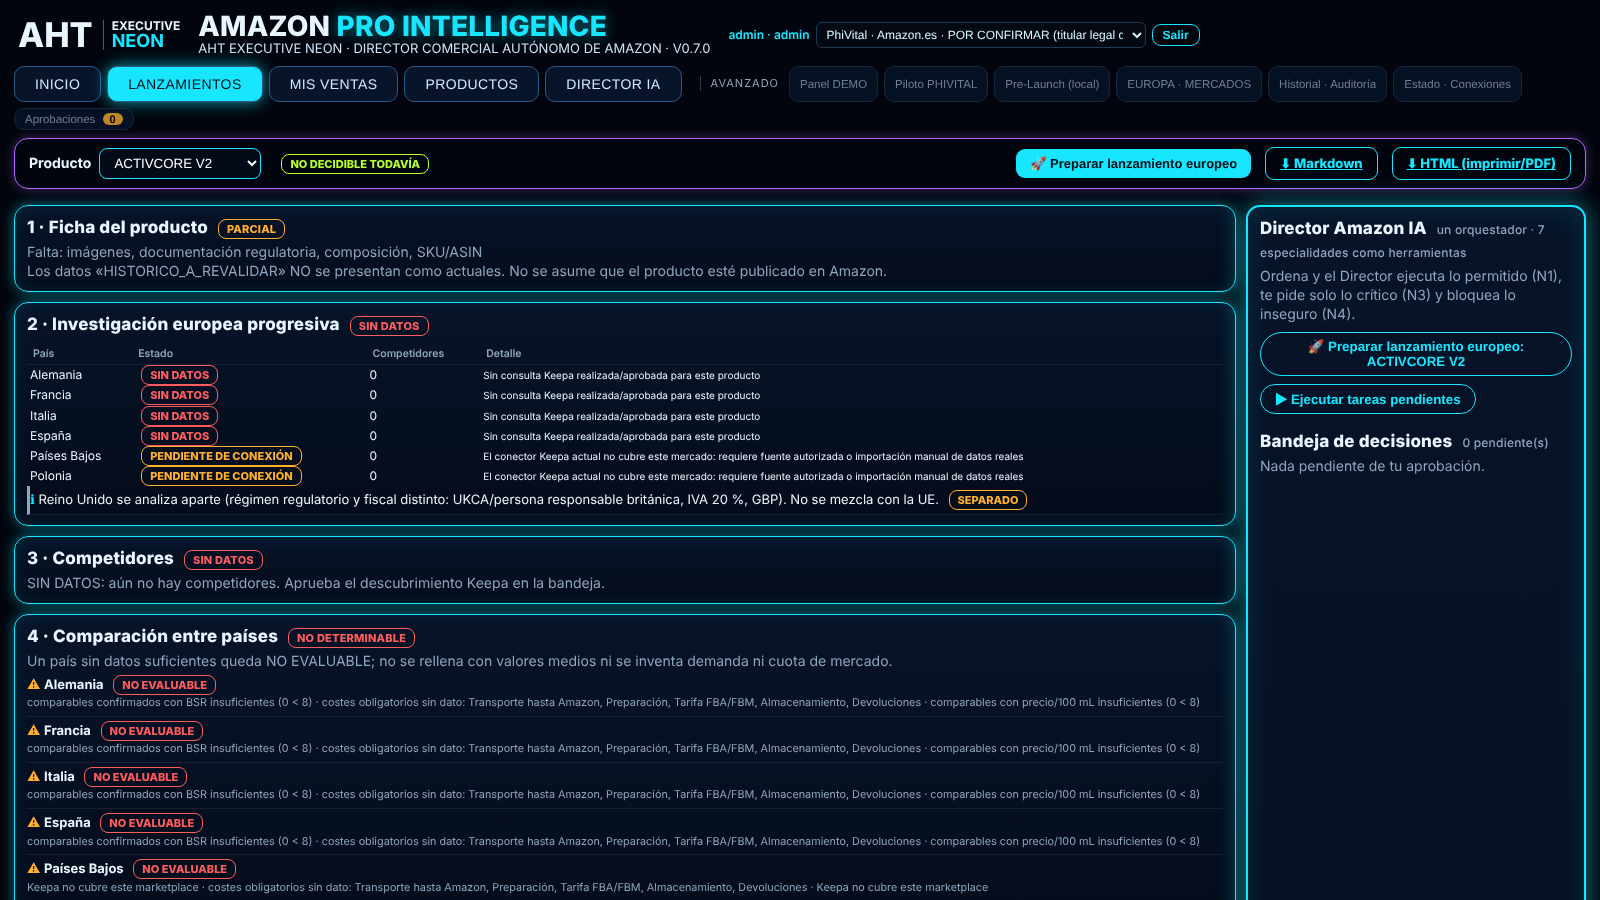 AHT EXECUTIVE NEON
AMAZON PRO INTELLIGENCE
AHT EXECUTIVE NEON · DIRECTOR COMERCIAL AUTÓNOMO DE AMAZON · V0.7.0
admin · admin
PhiVital · Amazon.es · POR CONFIRMAR (titular legal c
Salir
INICIO
LANZAMIENTOS
MIS VENTAS
PRODUCTOS
DIRECTOR IA
AVANZADO
Panel DEMO
Piloto PHIVITAL
Pre-Launch (local)
EUROPA · MERCADOS
Historial · Auditoría
Estado · Conexiones
Aprobaciones 0
Producto ACTIVCORE V2 NO DECIDIBLE TODAVÍA
🚀 Preparar lanzamiento europeo
⬇ Markdown
⬇ HTML (imprimir/PDF)
1 · Ficha del producto PARCIAL
Falta: imágenes, documentación regulatoria, composición, SKU/ASIN
Los datos «HISTORICO_A_REVALIDAR» NO se presentan como actuales. No se asume que el producto esté publicado en Amazon.
2 · Investigación europea progresiva SIN DATOS
País Estado Competidores Detalle
Alemania SIN DATOS 0 Sin consulta Keepa realizada/aprobada para este producto
Francia SIN DATOS 0 Sin consulta Keepa realizada/aprobada para este producto
Italia SIN DATOS 0 Sin consulta Keepa realizada/aprobada para este producto
España SIN DATOS 0 Sin consulta Keepa realizada/aprobada para este producto
Países Bajos PENDIENTE DE CONEXIÓN 0 El conector Keepa actual no cubre este mercado: requiere fuente autorizada o importación manual de datos reales
Polonia PENDIENTE DE CONEXIÓN 0 El conector Keepa actual no cubre este mercado: requiere fuente autorizada o importación manual de datos reales
ℹ Reino Unido se analiza aparte (régimen regulatorio y fiscal distinto: UKCA/persona responsable británica, IVA 20 %, GBP). No se mezcla con la UE. SEPARADO
3 · Competidores SIN DATOS
SIN DATOS: aún no hay competidores. Aprueba el descubrimiento Keepa en la bandeja.
4 · Comparación entre países NO DETERMINABLE
Un país sin datos suficientes queda NO EVALUABLE; no se rellena con valores medios ni se inventa demanda ni cuota de mercado.
⚠ Alemania NO EVALUABLE
comparables confirmados con BSR insuficientes (0 < 8) · costes obligatorios sin dato: Transporte hasta Amazon, Preparación, Tarifa FBA/FBM, Almacenamiento, Devoluciones · comparables con precio/100 mL insuficientes (0 < 8)
⚠ Francia NO EVALUABLE
comparables confirmados con BSR insuficientes (0 < 8) · costes obligatorios sin dato: Transporte hasta Amazon, Preparación, Tarifa FBA/FBM, Almacenamiento, Devoluciones · comparables con precio/100 mL insuficientes (0 < 8)
⚠ Italia NO EVALUABLE
comparables confirmados con BSR insuficientes (0 < 8) · costes obligatorios sin dato: Transporte hasta Amazon, Preparación, Tarifa FBA/FBM, Almacenamiento, Devoluciones · comparables con precio/100 mL insuficientes (0 < 8)
⚠ España NO EVALUABLE
comparables confirmados con BSR insuficientes (0 < 8) · costes obligatorios sin dato: Transporte hasta Amazon, Preparación, Tarifa FBA/FBM, Almacenamiento, Devoluciones · comparables con precio/100 mL insuficientes (0 < 8)
⚠ Países Bajos NO EVALUABLE
Keepa no cubre este marketplace · costes obligatorios sin dato: Transporte hasta Amazon, Preparación, Tarifa FBA/FBM, Almacenamiento, Devoluciones · Keepa no cubre este marketplace
Director Amazon IA un orquestador · 7
especialidades como herramientas
Ordena y el Director ejecuta lo permitido (N1),
te pide solo lo crítico (N3) y bloquea lo
inseguro (N4).
🚀 Preparar lanzamiento europeo:
ACTIVCORE V2
▶ Ejecutar tareas pendientes
Bandeja de decisiones 0 pendiente(s)
Nada pendiente de tu aprobación.